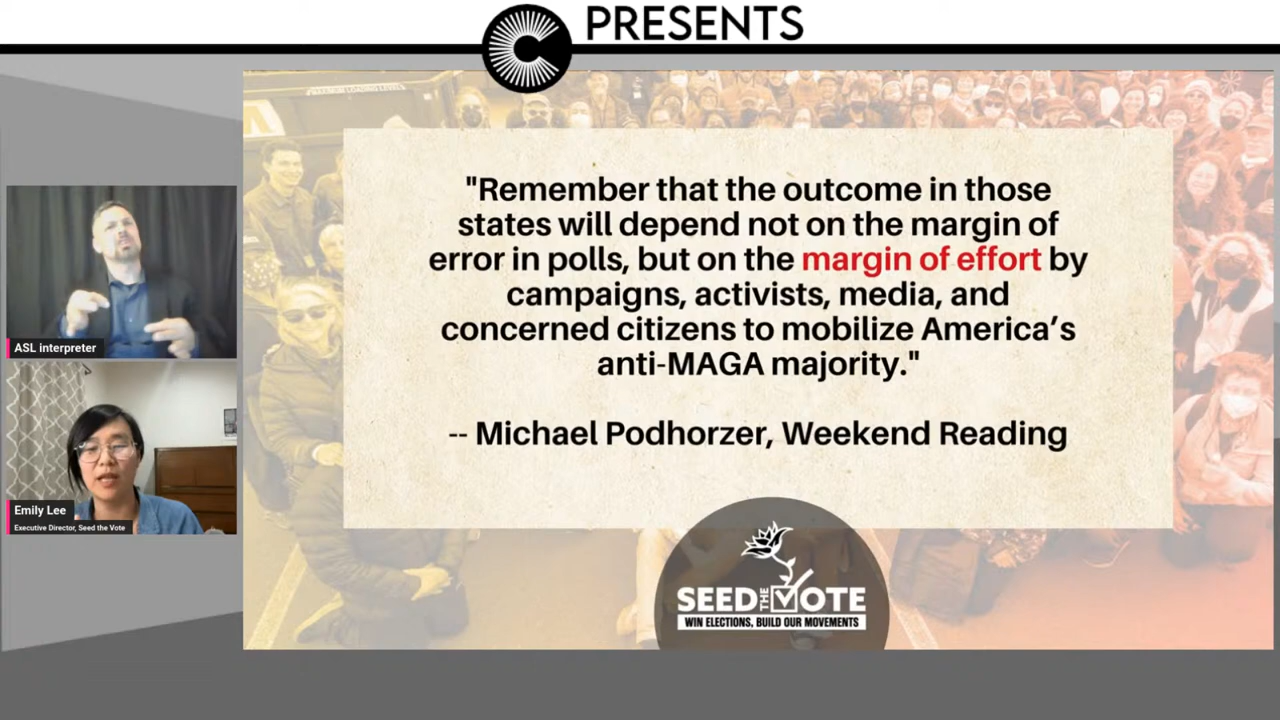 PRESENTS
"Remember that the outcome in those
states will depend not on the margin of
error in polls, but on the margin of effort by
campaigns, activists, media, and
concerned citizens to mobilize America’s
anti-MAGA majority."
-- Michael Podhorzer, Weekend Reading
ASL interpreter
Emily Lee
Executive Director, Seed the Vote
SEED THE VOTE
WIN ELECTIONS, BUILD OUR MOVEMENTS